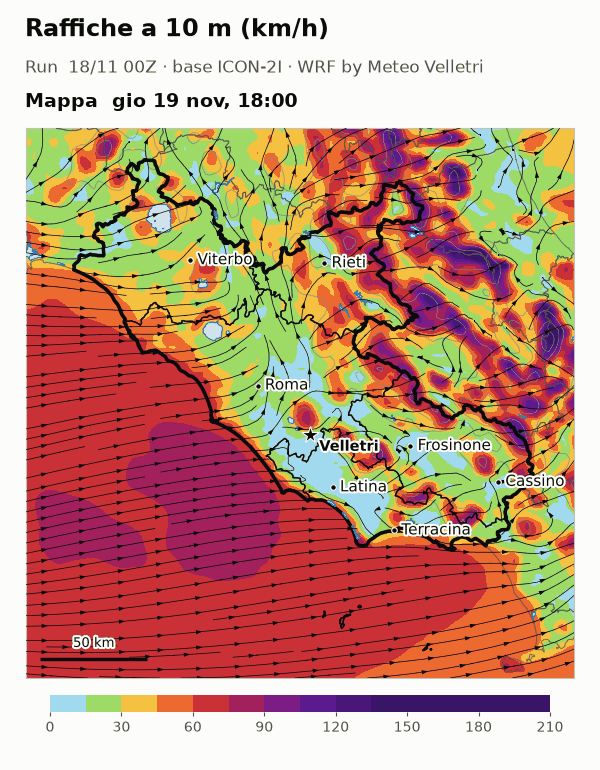 Raffiche a 10 m (km/h)
Run  18/11 00Z · base ICON-2I · WRF by Meteo Velletri
Mappa  gio 19 nov, 18:00
Viterbo
Rieti
Roma
Velletri
Frosinone
Latina
Cassino
Terracina
50 km
0 30 60 90 120 150 180 210